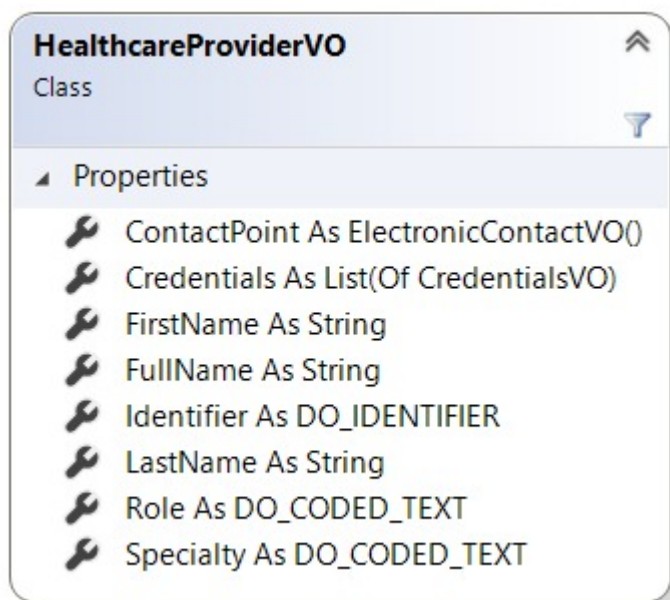 HealthcareProviderVO
Class
Properties
ContactPoint As ElectronicContactVO()
Credentials As List(Of CredentialsVO)
FirstName As String
FullName As String
Identifier As DO_IDENTIFIER
LastName As String
Role As DO_CODED_TEXT
Specialty As DO_CODED_TEXT